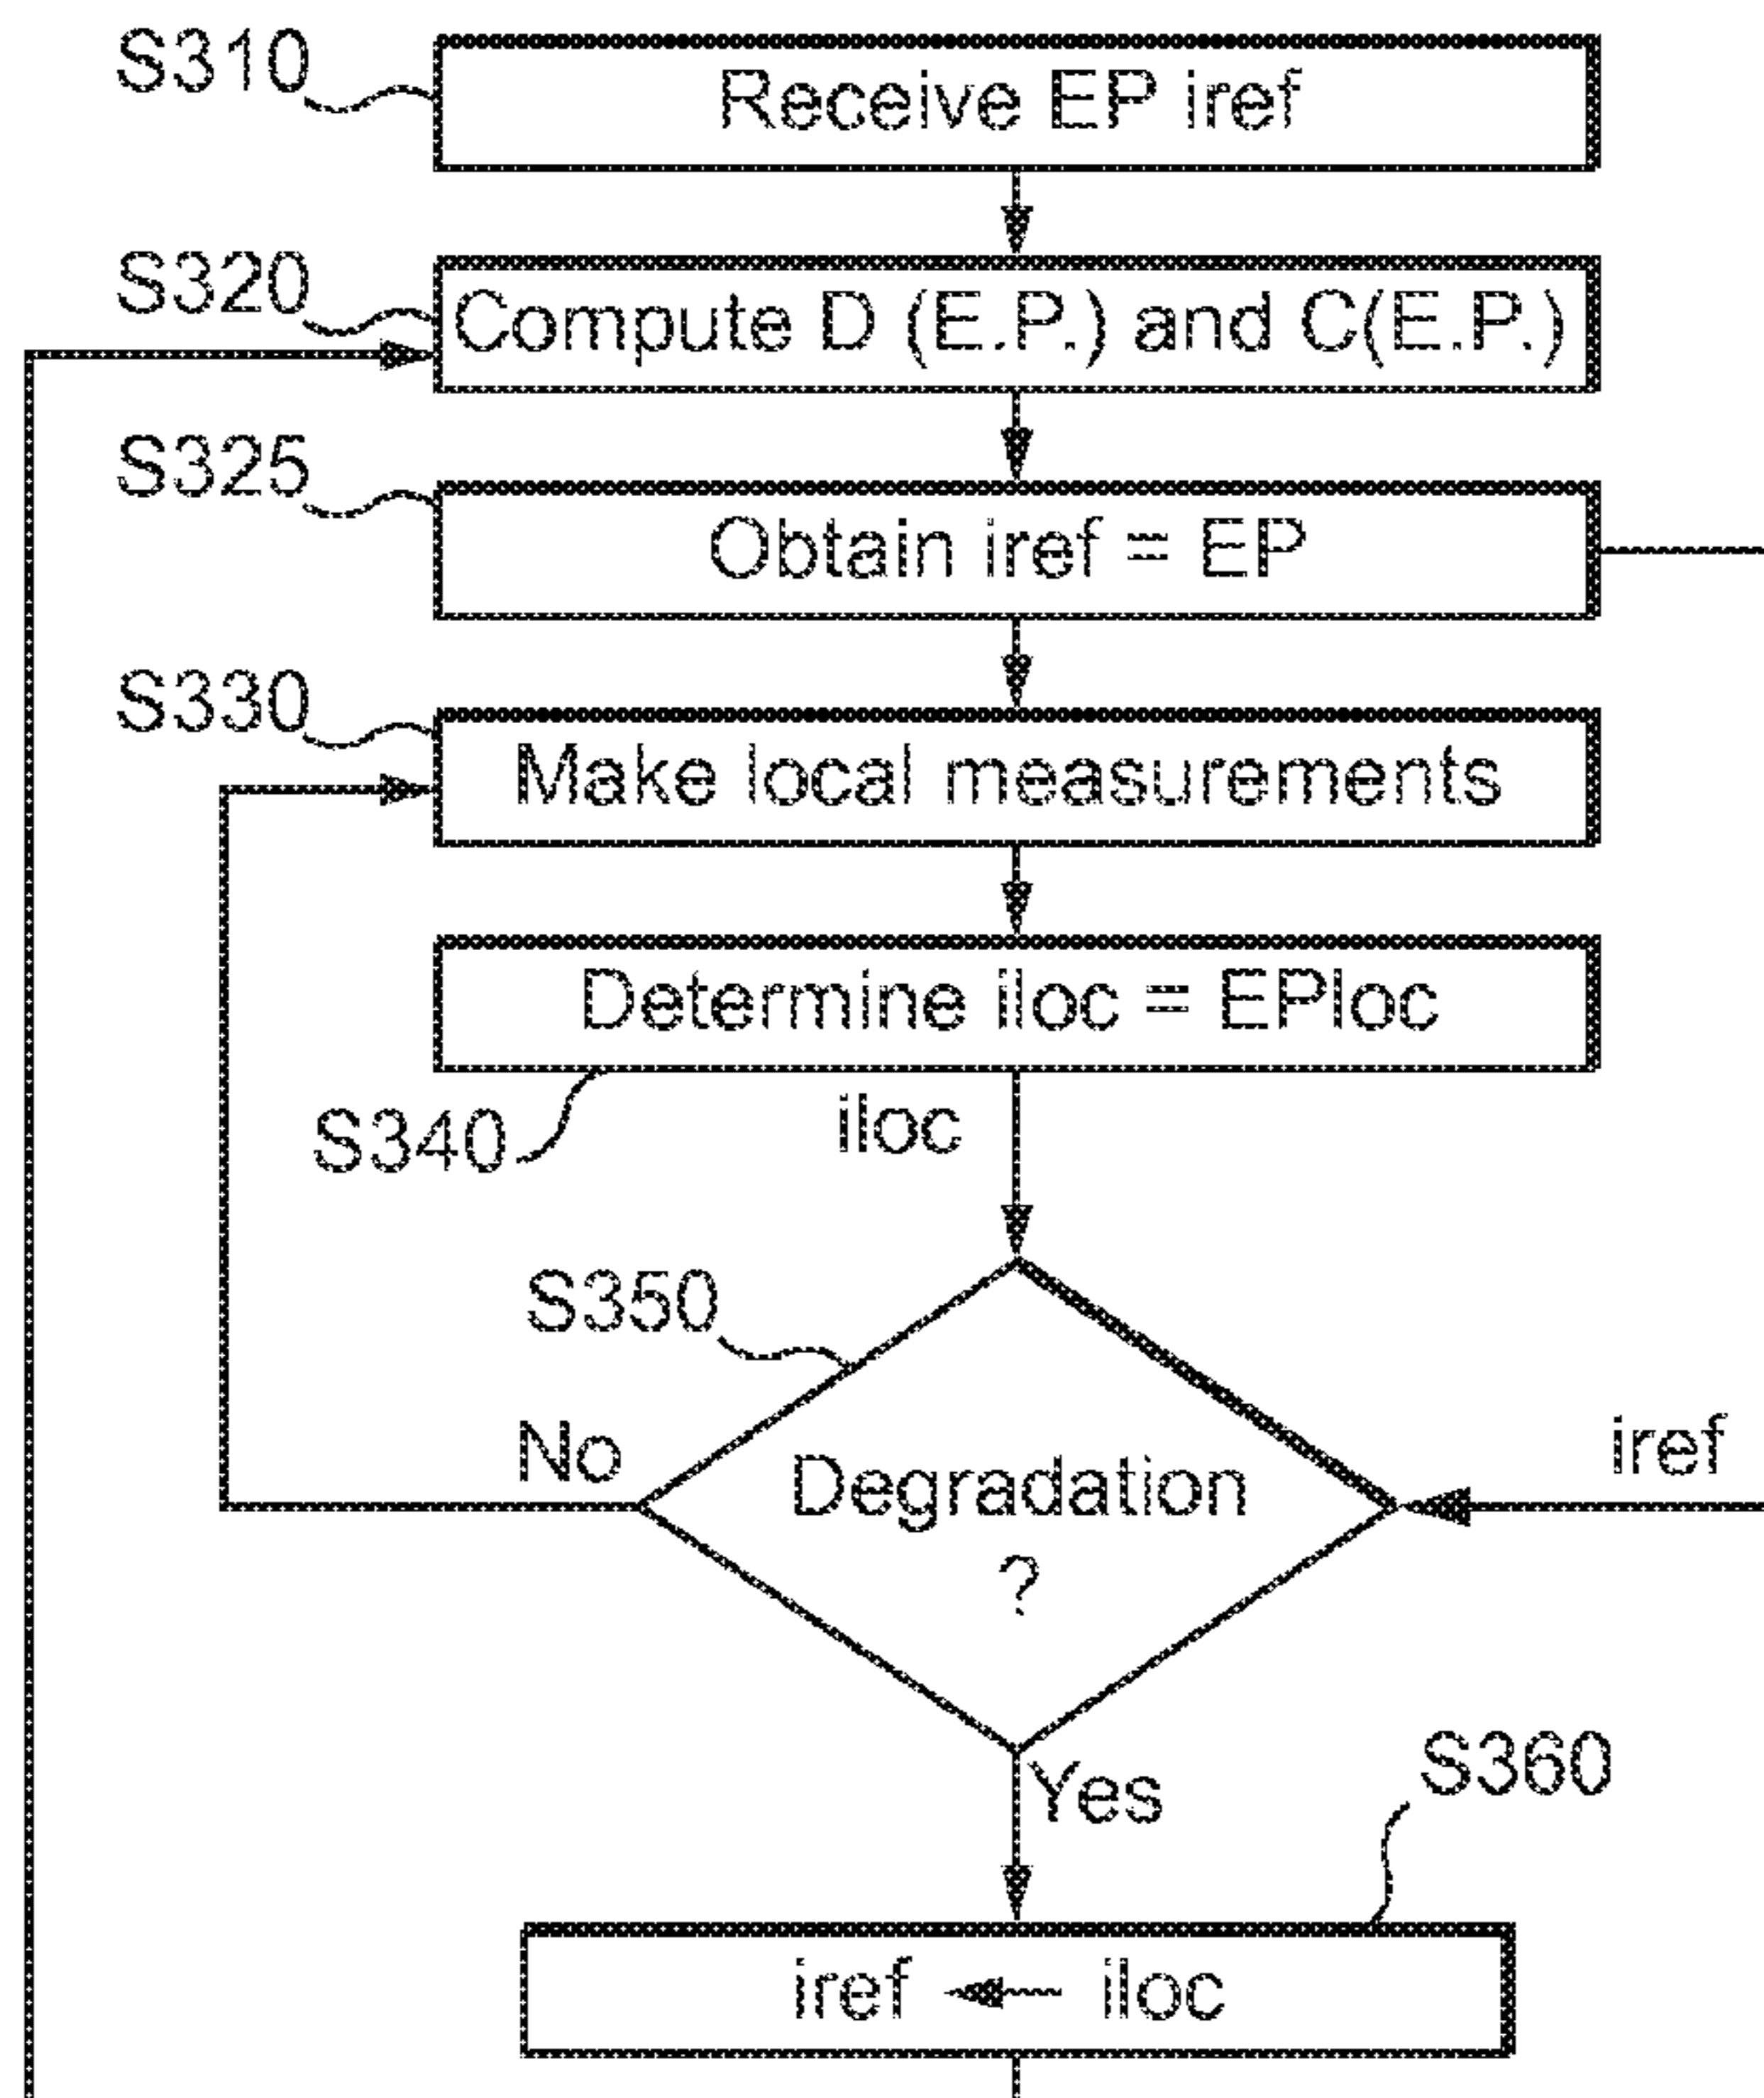 S310
Receive EP iref
S320
Compute D (E.P.) and C(E.P.)
S325
Obtain iref = EP
S330
Make local measurements
Determine iloc = EPloc
S340
iloc
S350
No
Degradation
?
iref
Yes
S360
iref ← iloc